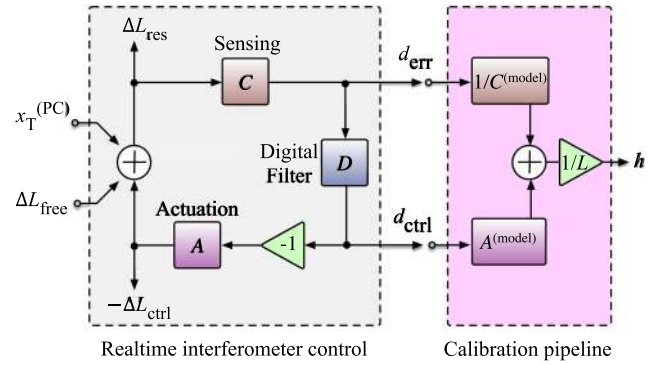 ΔL_res
Sensing
C
d_err
1/C^(model)
x_T^(PC)
Digital
Filter
D
1/L
h
ΔL_free
Actuation
A
-1
d_ctrl
A^(model)
−ΔL_ctrl
Realtime interferometer control
Calibration pipeline